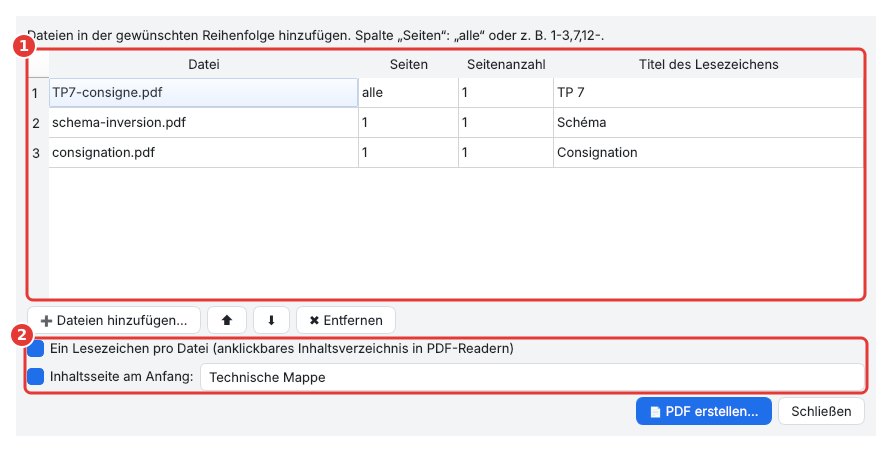 Dateien in der gewünschten Reihenfolge hinzufügen. Spalte „Seiten“: „alle“ oder z. B. 1-3,7,12-.
1
Datei Seiten Seitenanzahl Titel des Lesezeichens
1 TP7-consigne.pdf alle 1 TP 7
2 schema-inversion.pdf 1 1 Schéma
3 consignation.pdf 1 1 Consignation
➕ Dateien hinzufügen... ⬆ ⬇ ✖ Entfernen
2
Ein Lesezeichen pro Datei (anklickbares Inhaltsverzeichnis in PDF-Readern)
Inhaltsseite am Anfang: Technische Mappe
PDF erstellen... Schließen